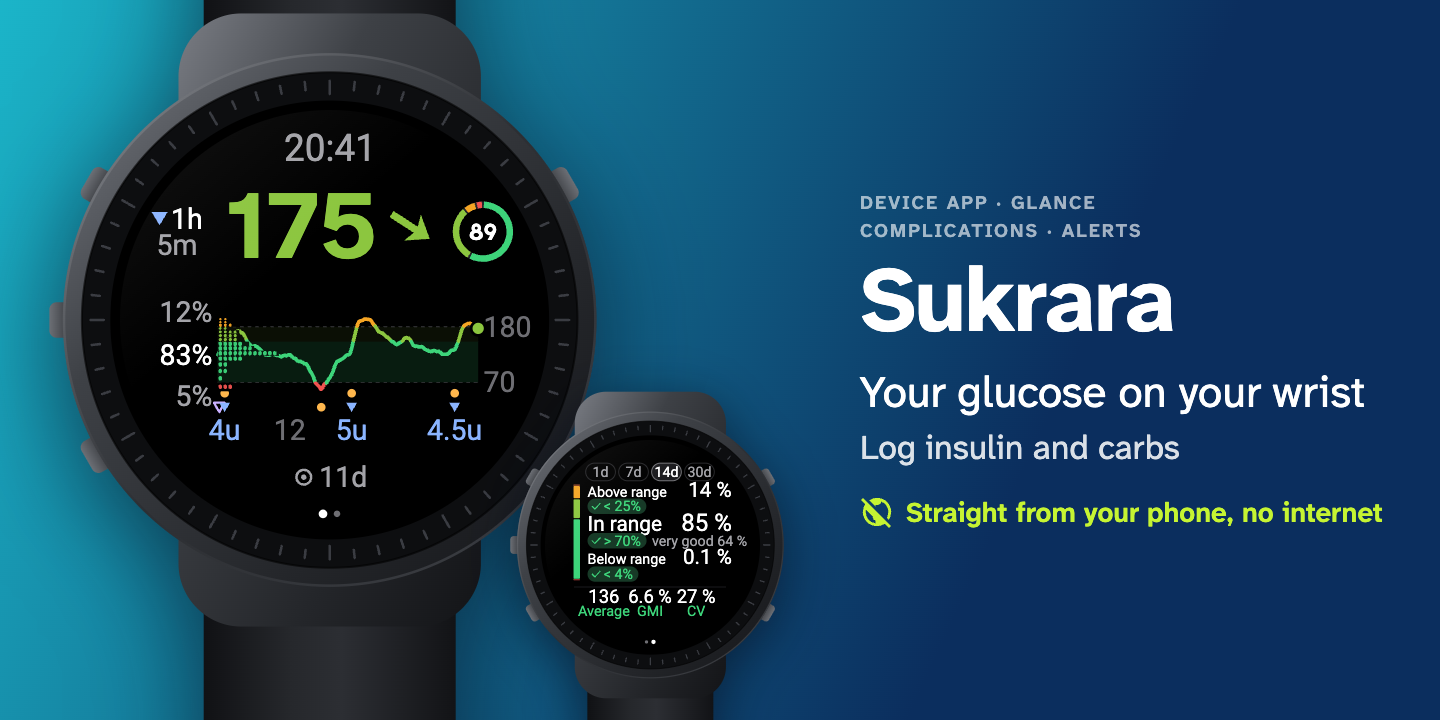 20:41
1h
5m
175
89
12%
83%
5%
180
70
4u
12
5u
4.5u
11d
1d 7d 14d 30d
Above range 14 %
✓ < 25%
In range 85 %
✓ > 70% very good 64 %
Below range 0.1 %
✓ < 4%
136 6.6 % 27 %
Average GMI CV
DEVICE APP · GLANCE
COMPLICATIONS · ALERTS
Sukrara
Your glucose on your wrist
Log insulin and carbs
Straight from your phone, no internet